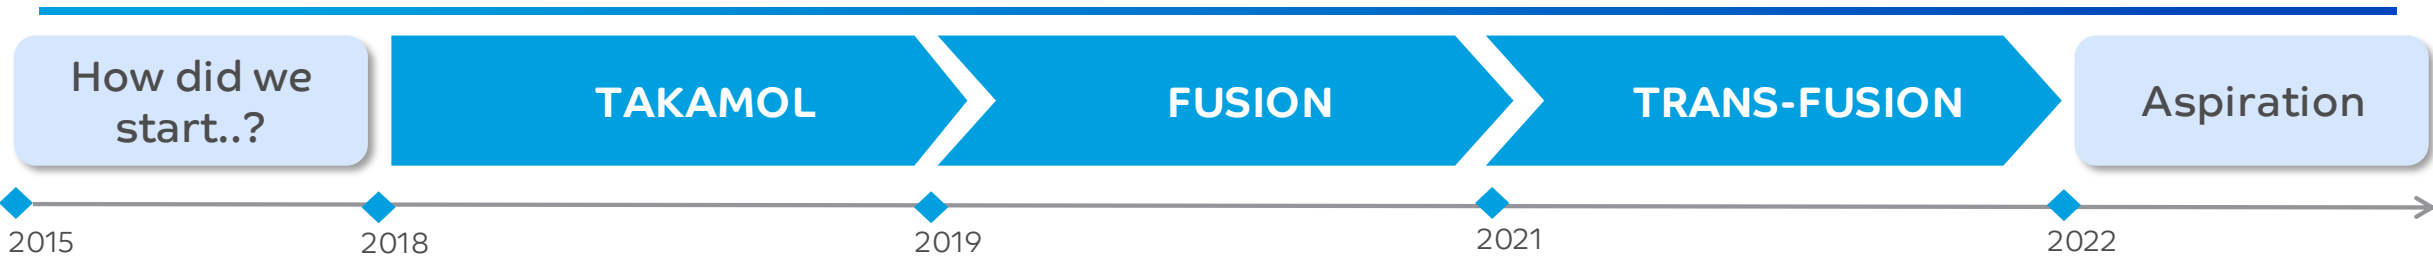 How did we
start..?
TAKAMOL
FUSION
TRANS-FUSION
Aspiration
2015
2018
2019
2021
2022